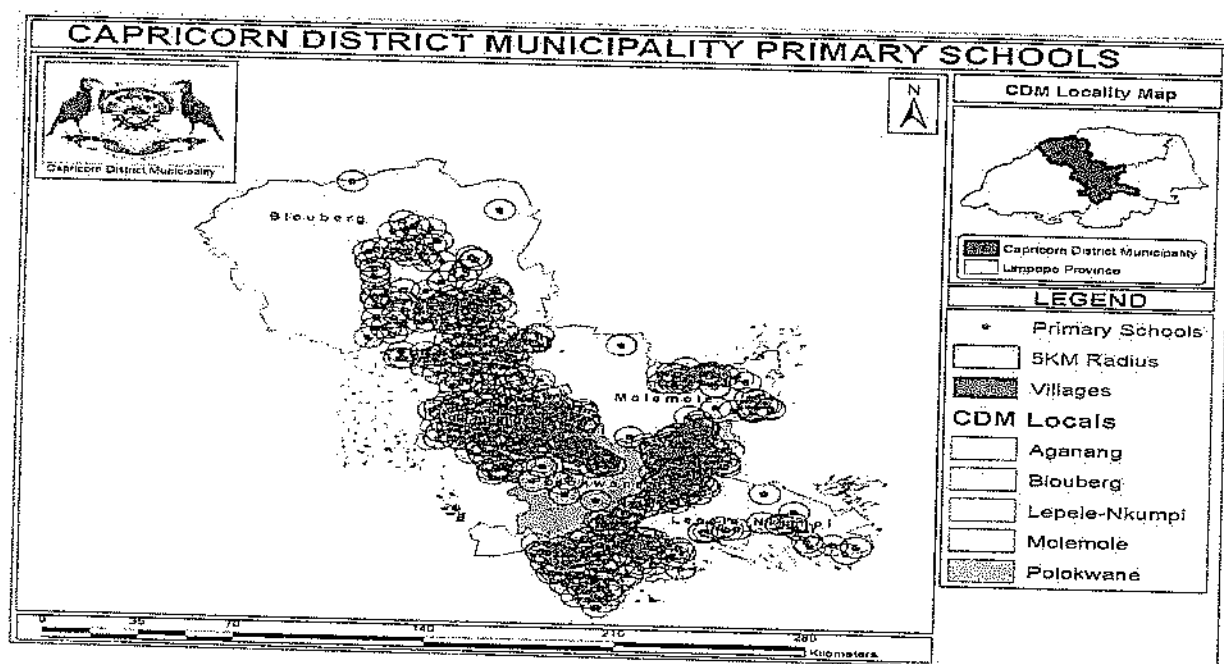 CAPRICORN DISTRICT MUNICIPALITY PRIMARY SCHOOLS
Capricorn District Municipality
N
CDM Locality Map
Capricorn District Municipality
Limpopo Province
LEGEND
Primary Schools
5KM Radius
Villages
CDM Locals
Aganang
Blouberg
Lepele-Nkumpi
Molemole
Polokwane
Blouberg
Molemole
Lepele Nkumpi
0 35 70 140 210 280
Kilometers